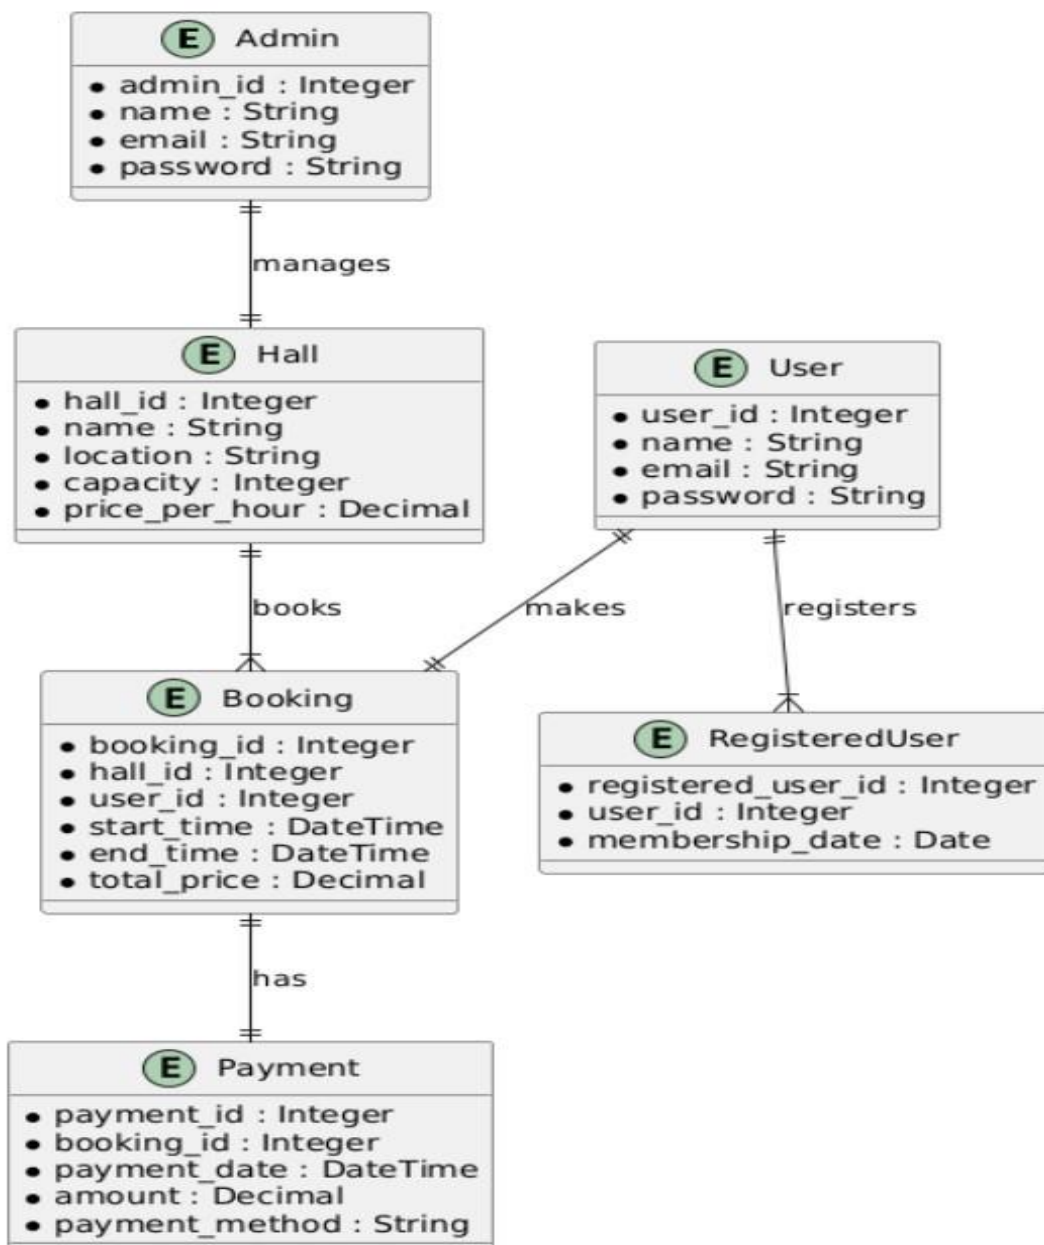 E Admin
admin_id : Integer
name : String
email : String
password : String
manages
E Hall
hall_id : Integer
name : String
location : String
capacity : Integer
price_per_hour : Decimal
E User
user_id : Integer
name : String
email : String
password : String
books
makes
registers
E Booking
booking_id : Integer
hall_id : Integer
user_id : Integer
start_time : DateTime
end_time : DateTime
total_price : Decimal
E RegisteredUser
registered_user_id : Integer
user_id : Integer
membership_date : Date
has
E Payment
payment_id : Integer
booking_id : Integer
payment_date : DateTime
amount : Decimal
payment_method : String